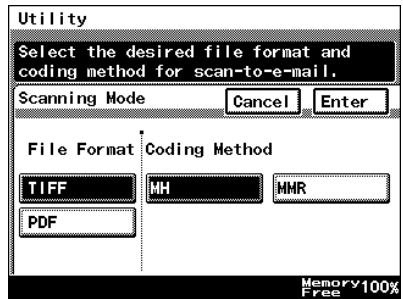 Utility
Select the desired file format and
coding method for scan-to-e-mail.
Scanning Mode Cancel Enter
File Format Coding Method
TIFF MH MMR
PDF
Memory Free 100%